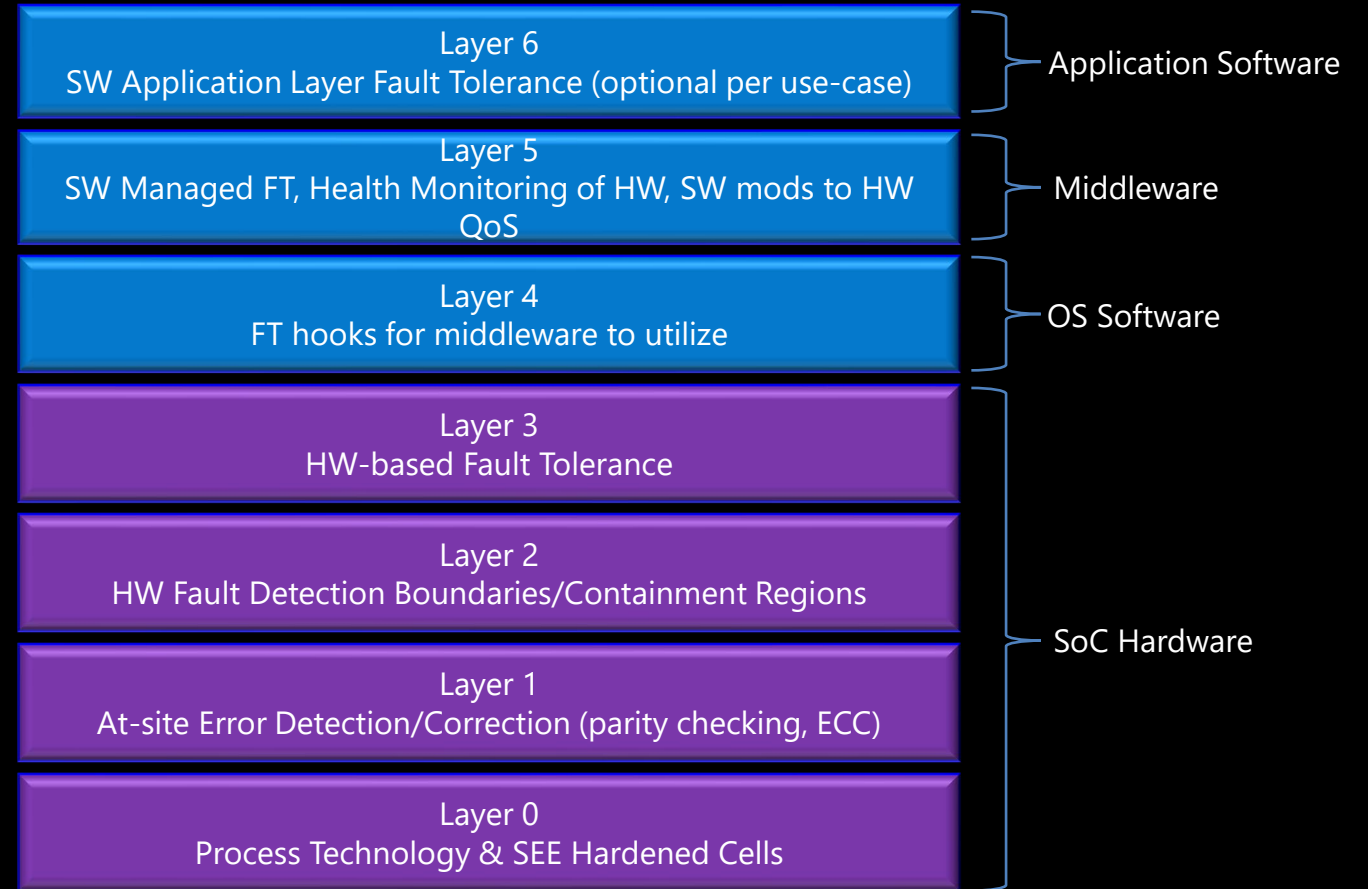 Layer 6
SW Application Layer Fault Tolerance (optional per use-case)
Application Software
Layer 5
SW Managed FT, Health Monitoring of HW, SW mods to HW
QoS
Middleware
Layer 4
FT hooks for middleware to utilize
OS Software
Layer 3
HW-based Fault Tolerance
Layer 2
HW Fault Detection Boundaries/Containment Regions
SoC Hardware
Layer 1
At-site Error Detection/Correction (parity checking, ECC)
Layer 0
Process Technology & SEE Hardened Cells